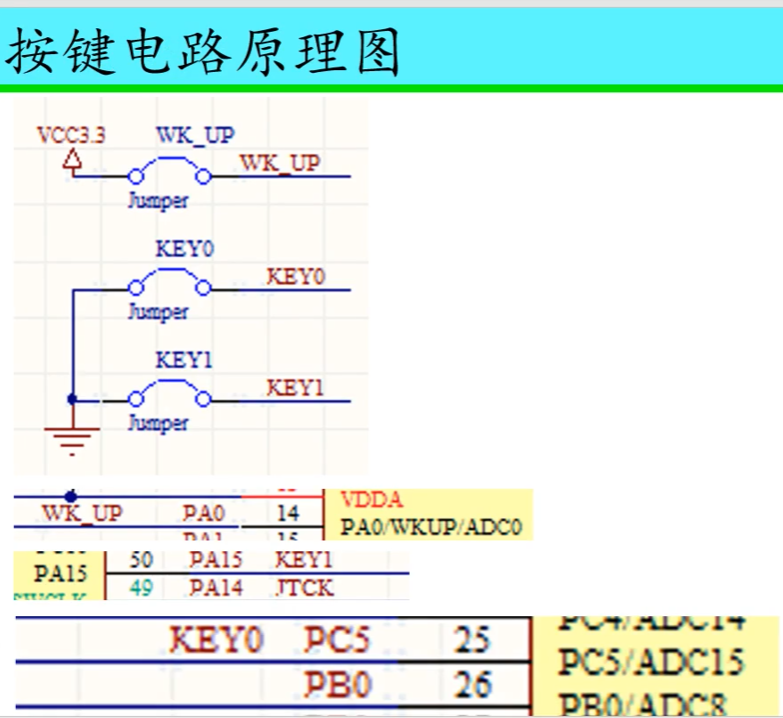 按键电路原理图
VCC3.3 WK_UP
WK_UP
Jumper
KEY0
KEY0
Jumper
KEY1
KEY1
Jumper
VDDA
WK_UP PA0 14 PA0/WKUP/ADC0
PA1 15
50 PA15 KEY1
PA15
49 PA14 JTCK
PC4/ADC14
KEY0 PC5 25 PC5/ADC15
PB0 26 PB0/ADC8